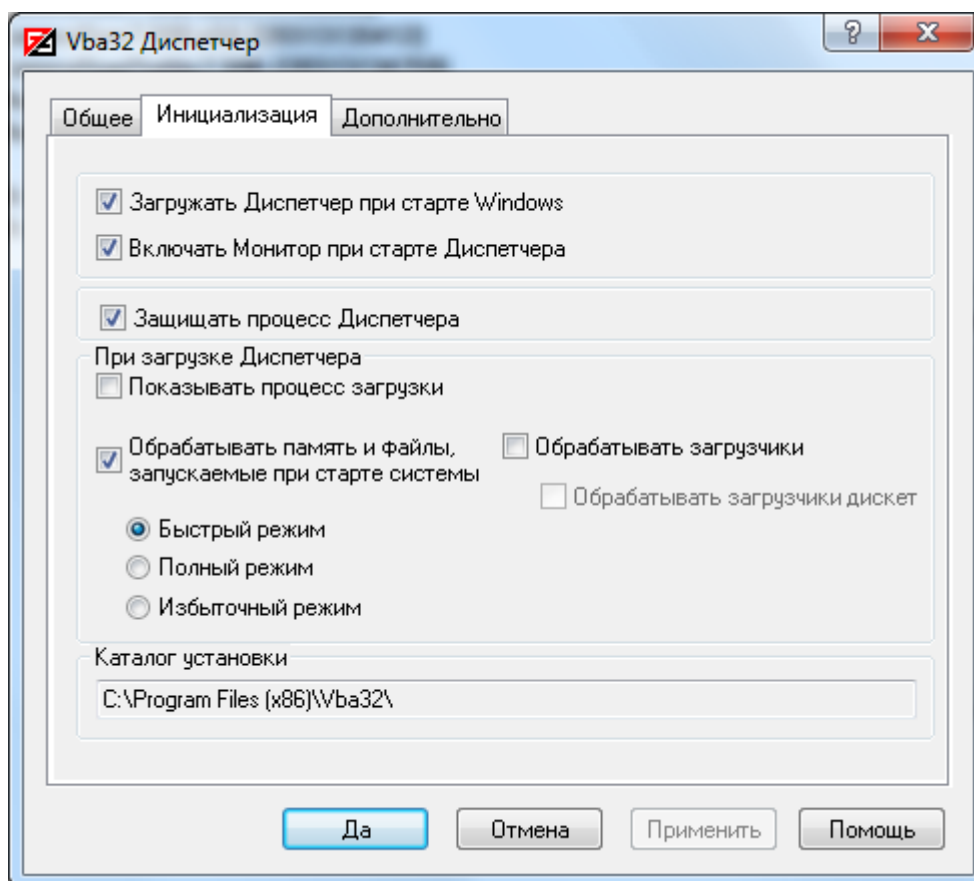 Vba32 Диспетчер
Общее Инициализация Дополнительно
Загружать Диспетчер при старте Windows
Включать Монитор при старте Диспетчера
Защищать процесс Диспетчера
При загрузке Диспетчера
Показывать процесс загрузки
Обрабатывать память и файлы,
запускаемые при старте системы
Обрабатывать загрузчики
Обрабатывать загрузчики дискет
Быстрый режим
Полный режим
Избыточный режим
Каталог установки
C:\Program Files (x86)\Vba32\
Да Отмена Применить Помощь